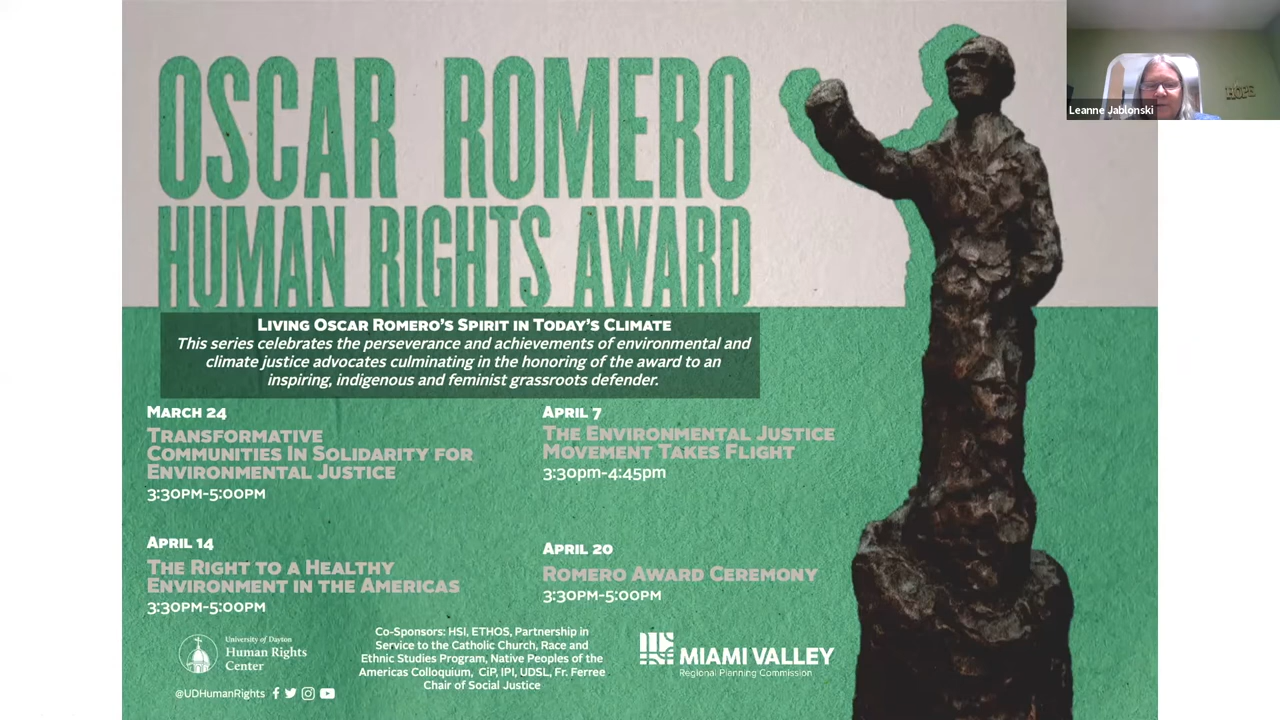 OSCAR ROMERO
HUMAN RIGHTS AWARD
Living Oscar Romero's Spirit in Today's Climate
This series celebrates the perseverance and achievements of environmental and
climate justice advocates culminating in the honoring of the award to an
inspiring, indigenous and feminist grassroots defender.
March 24
Transformative
Communities In Solidarity for
Environmental Justice
3:30pm-5:00pm
April 7
The Environmental Justice
Movement Takes Flight
3:30pm-4:45pm
April 14
The Right to a Healthy
Environment in the Americas
3:30pm-5:00pm
April 20
Romero Award Ceremony
3:30pm-5:00pm
University of Dayton
Human Rights
Center
@UDHumanRights
Co-Sponsors: HSI, ETHOS, Partnership in
Service to the Catholic Church, Race and
Ethnic Studies Program, Native Peoples of the
Americas Colloquium, CiP, IPI, UDSL, Fr. Ferree
Chair of Social Justice
MIAMI VALLEY
Regional Planning Commission
Leanne Jablonski
HOPE